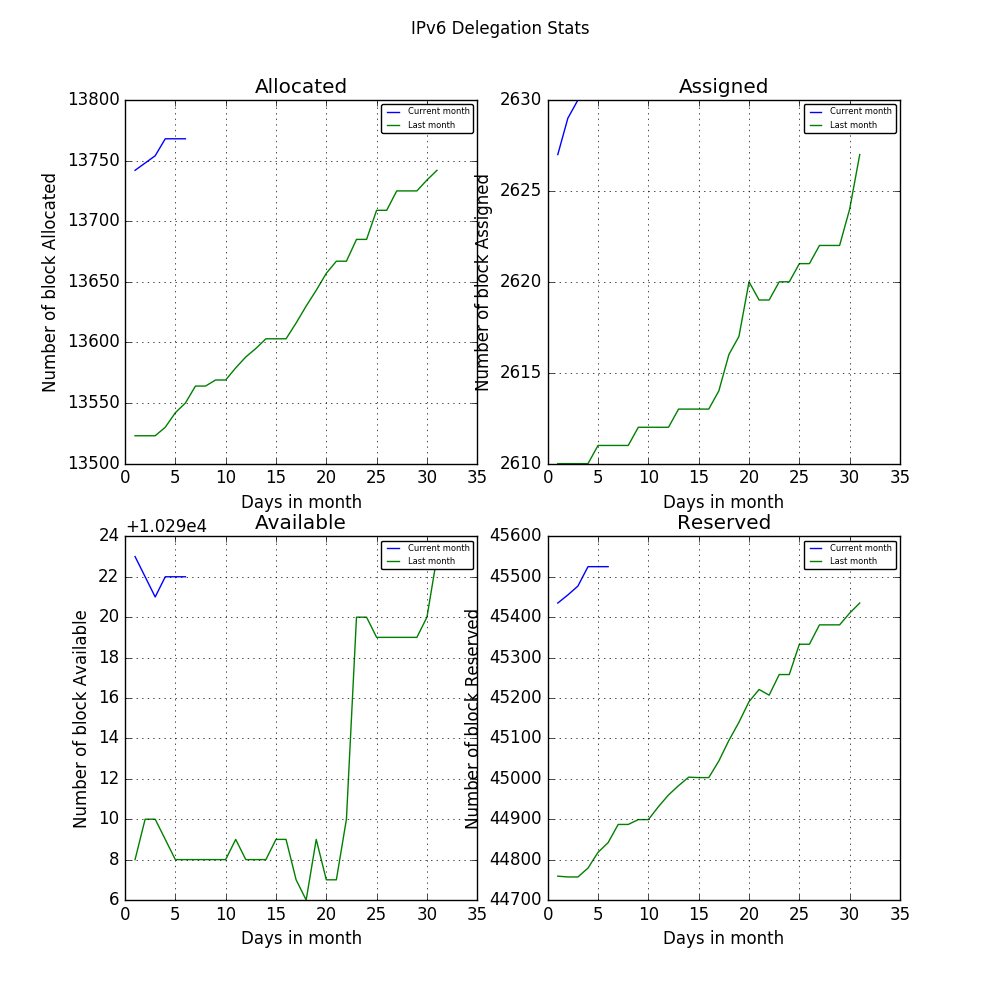 IPv6 Delegation Stats
Allocated
Number of block Allocated
13800
13750
13700
13650
13600
13550
13500
0 5 10 15 20 25 30 35
Days in month
Current month
Last month
Assigned
Number of block Assigned
2630
2625
2620
2615
2610
0 5 10 15 20 25 30 35
Days in month
Current month
Last month
Available
+1.029e4
Number of block Available
24
22
20
18
16
14
12
10
8
6
0 5 10 15 20 25 30 35
Days in month
Current month
Last month
Reserved
Number of block Reserved
45600
45500
45400
45300
45200
45100
45000
44900
44800
44700
0 5 10 15 20 25 30 35
Days in month
Current month
Last month